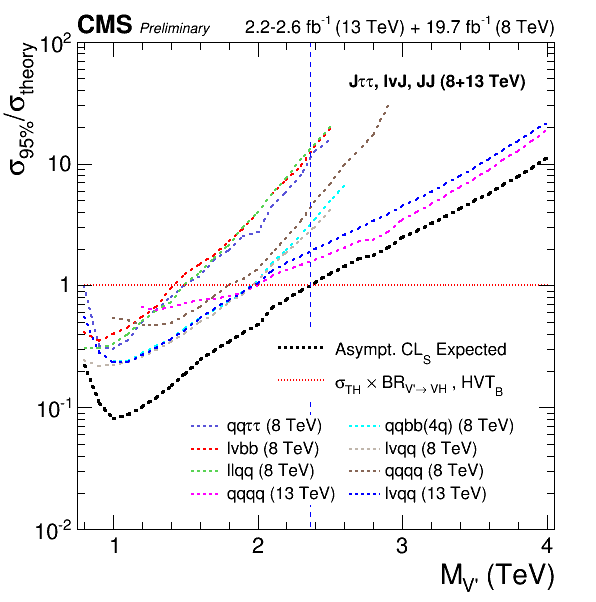 CMS Preliminary 2.2-2.6 fb⁻¹ (13 TeV) + 19.7 fb⁻¹ (8 TeV)
σ95%/σtheory
10²
Jττ, lνJ, JJ (8+13 TeV)
10
1
Asympt. CLS Expected
σTH × BRV'→ VH , HVTB
10⁻¹
qqττ (8 TeV) qqbb(4q) (8 TeV)
lvbb (8 TeV) lvqq (8 TeV)
llqq (8 TeV) qqqq (8 TeV)
qqqq (13 TeV) lvqq (13 TeV)
10⁻²
1 2 3 4
MV' (TeV)